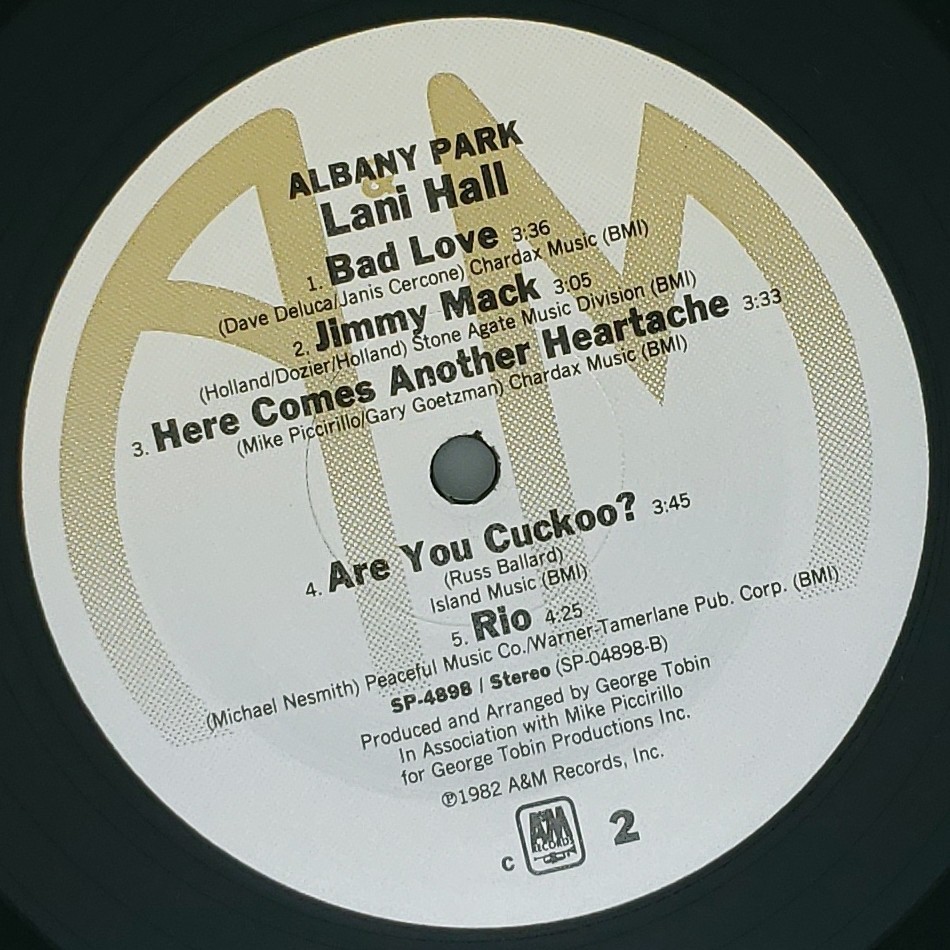 ALBANY PARK
Lani Hall
1. Bad Love 3:36
(Dave Deluca/Janis Cercone) Chardax Music (BMI)
2. Jimmy Mack 3:05
(Holland/Dozier/Holland) Stone Agate Music Division (BMI)
3. Here Comes Another Heartache 3:33
(Mike Piccirillo/Gary Goetzman) Chardax Music (BMI)
4. Are You Cuckoo? 3:45
(Russ Ballard)
Island Music (BMI)
5. Rio 4:25
(Michael Nesmith) Peaceful Music Co./Warner-Tamerlane Pub. Corp. (BMI)
SP-4898 / Stereo (SP-04898-B)
Produced and Arranged by George Tobin
In Association with Mike Piccirillo
for George Tobin Productions Inc.
℗1982 A&M Records, Inc.
C A&M RECORDS 2
A&M